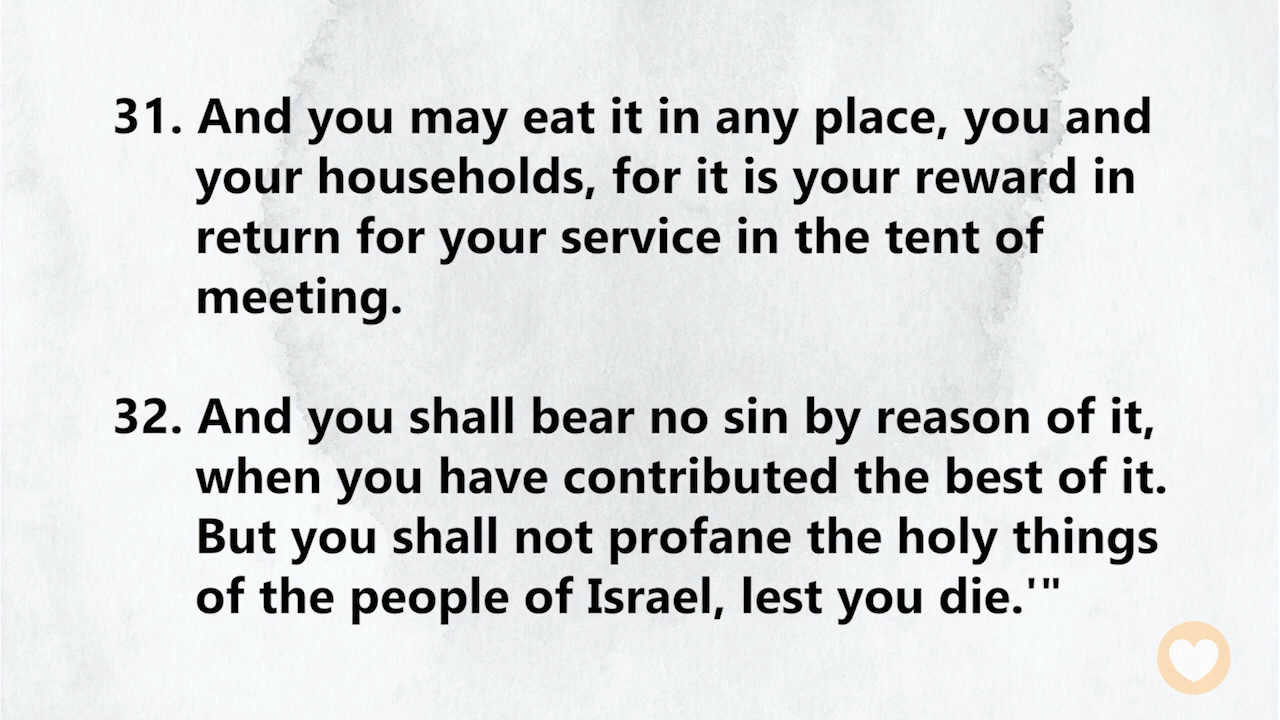 31. And you may eat it in any place, you and
your households, for it is your reward in
return for your service in the tent of
meeting.
32. And you shall bear no sin by reason of it,
when you have contributed the best of it.
But you shall not profane the holy things
of the people of Israel, lest you die.'"